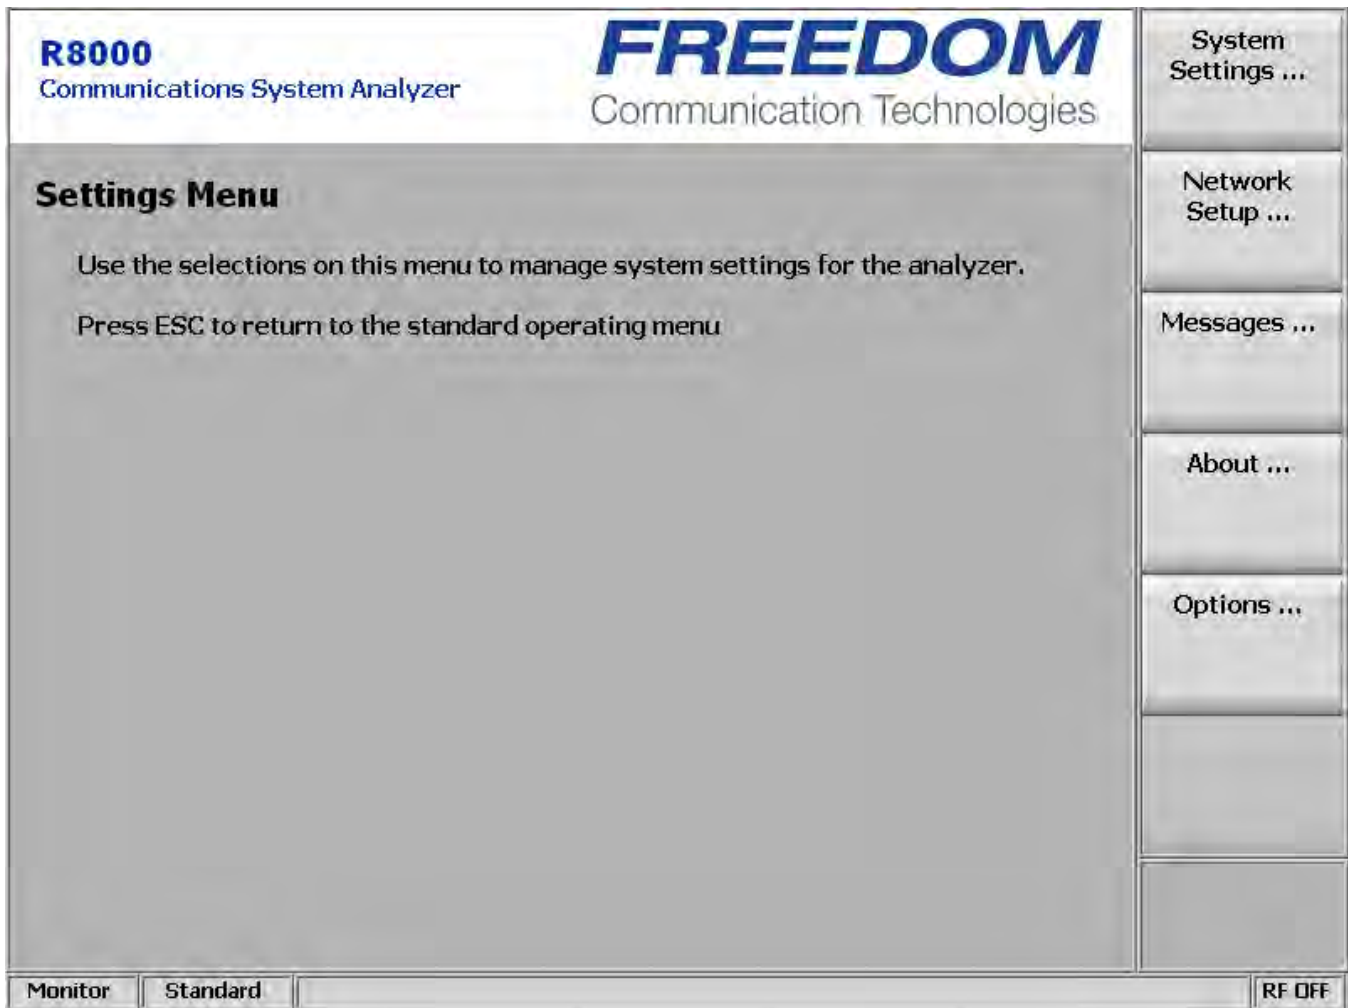 R8000
Communications System Analyzer
FREEDOM
Communication Technologies
Settings Menu
Use the selections on this menu to manage system settings for the analyzer.
Press ESC to return to the standard operating menu
System
Settings ...
Network
Setup ...
Messages ...
About ...
Options ...
Monitor
Standard
RF OFF